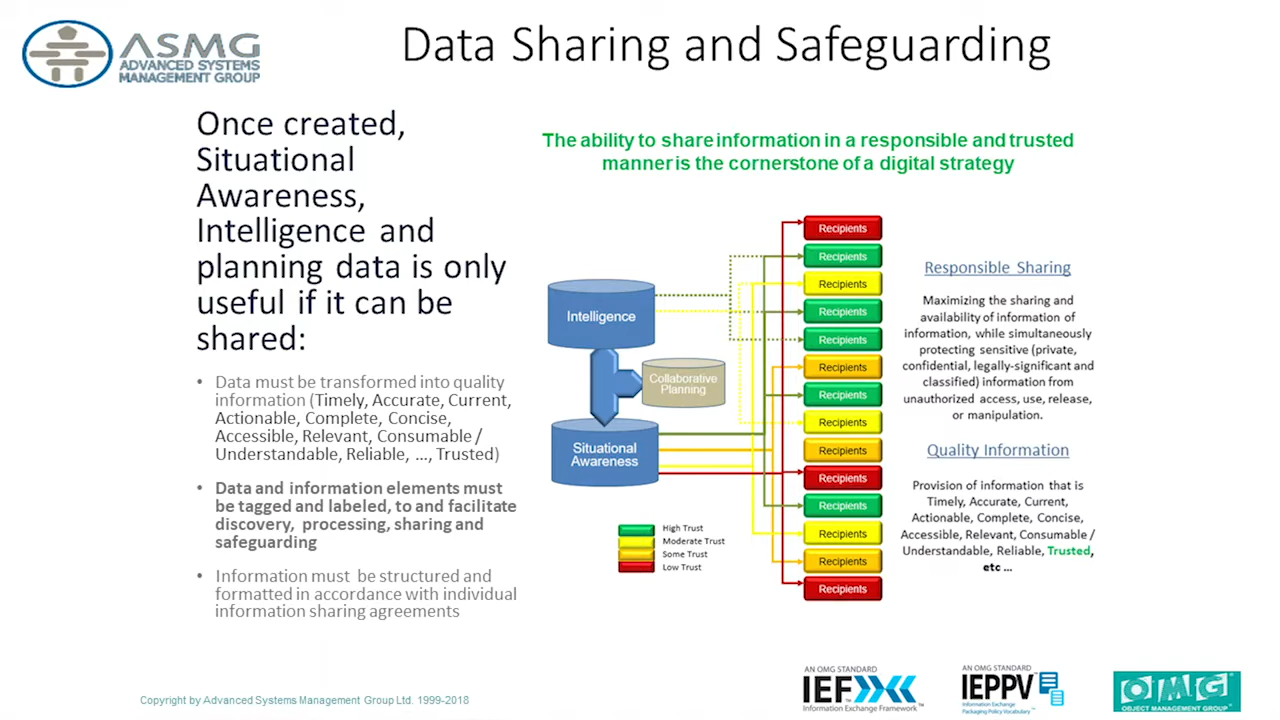 ASMG
ADVANCED SYSTEMS
MANAGEMENT GROUP
Data Sharing and Safeguarding
Once created,
Situational
Awareness,
Intelligence and
planning data is only
useful if it can be
shared:
• Data must be transformed into quality
information (Timely, Accurate, Current,
Actionable, Complete, Concise,
Accessible, Relevant, Consumable /
Understandable, Reliable, …, Trusted)
• Data and information elements must
be tagged and labeled, to and facilitate
discovery, processing, sharing and
safeguarding
• Information must be structured and
formatted in accordance with individual
information sharing agreements
The ability to share information in a responsible and trusted
manner is the cornerstone of a digital strategy
Intelligence
Collaborative
Planning
Situational
Awareness
Recipients
Recipients
Recipients
Recipients
Recipients
Recipients
Recipients
Recipients
Recipients
Recipients
Recipients
Recipients
Recipients
Recipients
High Trust
Moderate Trust
Some Trust
Low Trust
Responsible Sharing
Maximizing the sharing and
availability of information of
information, while simultaneously
protecting sensitive (private,
confidential, legally-significant and
classified) information from
unauthorized access, use, release,
or manipulation.
Quality Information
Provision of information that is
Timely, Accurate, Current,
Actionable, Complete, Concise,
Accessible, Relevant, Consumable /
Understandable, Reliable, Trusted,
etc …
Copyright by Advanced Systems Management Group Ltd. 1999-2018
AN OMG STANDARD
IEF™
Information Exchange Framework™
AN OMG STANDARD
IEPPV™
Information Exchange
Packaging Policy Vocabulary™
OMG
OBJECT MANAGEMENT GROUP